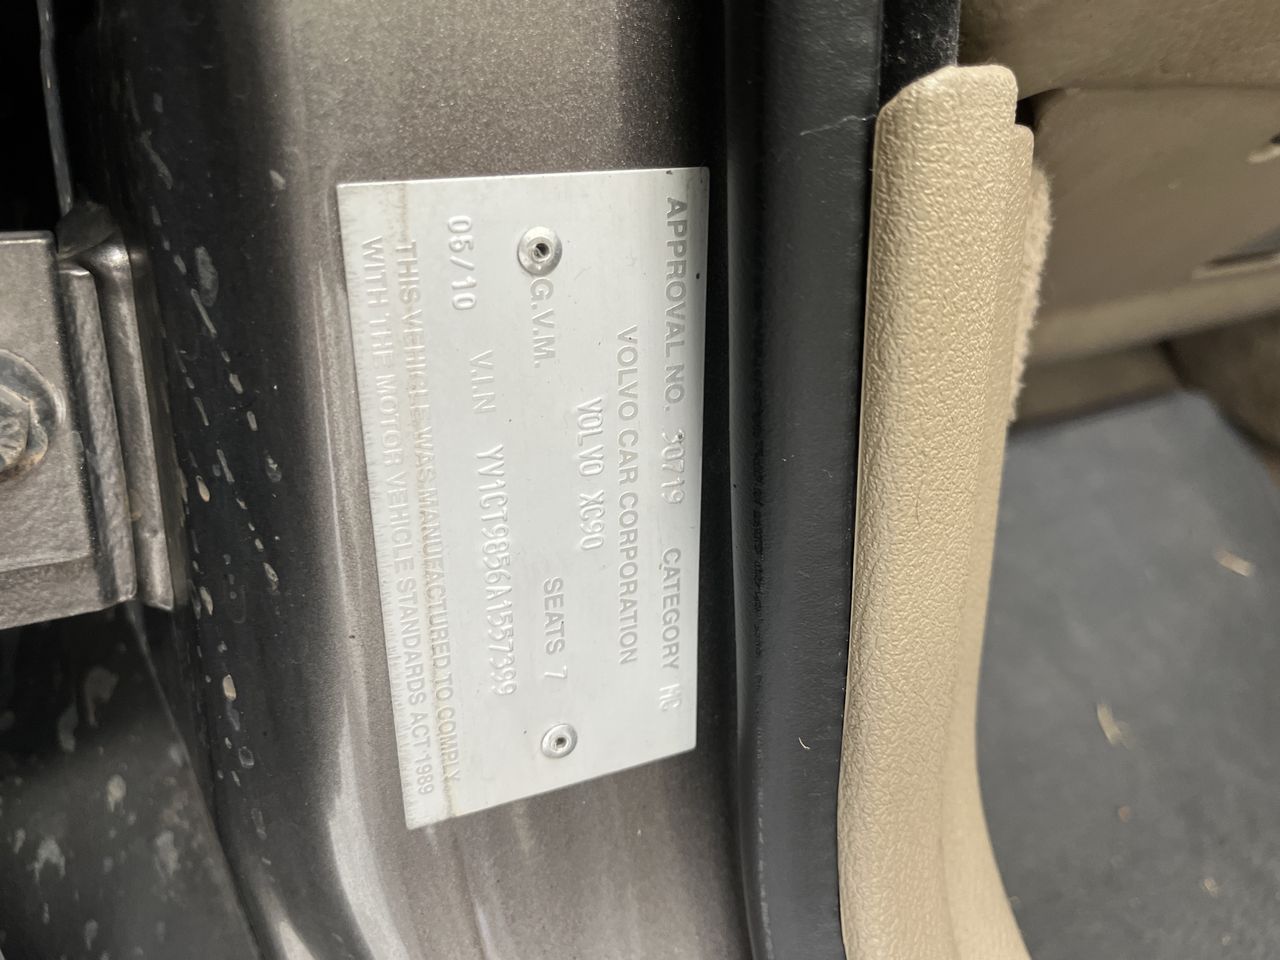 APPROVAL NO. 30719 CATEGORY MC
VOLVO CAR CORPORATION
VOLVO XC90
G.V.M. SEATS 7
05/10 V.I.N YV1CT9856A1557399
THIS VEHICLE WAS MANUFACTURED TO COMPLY
WITH THE MOTOR VEHICLE STANDARDS ACT 1989